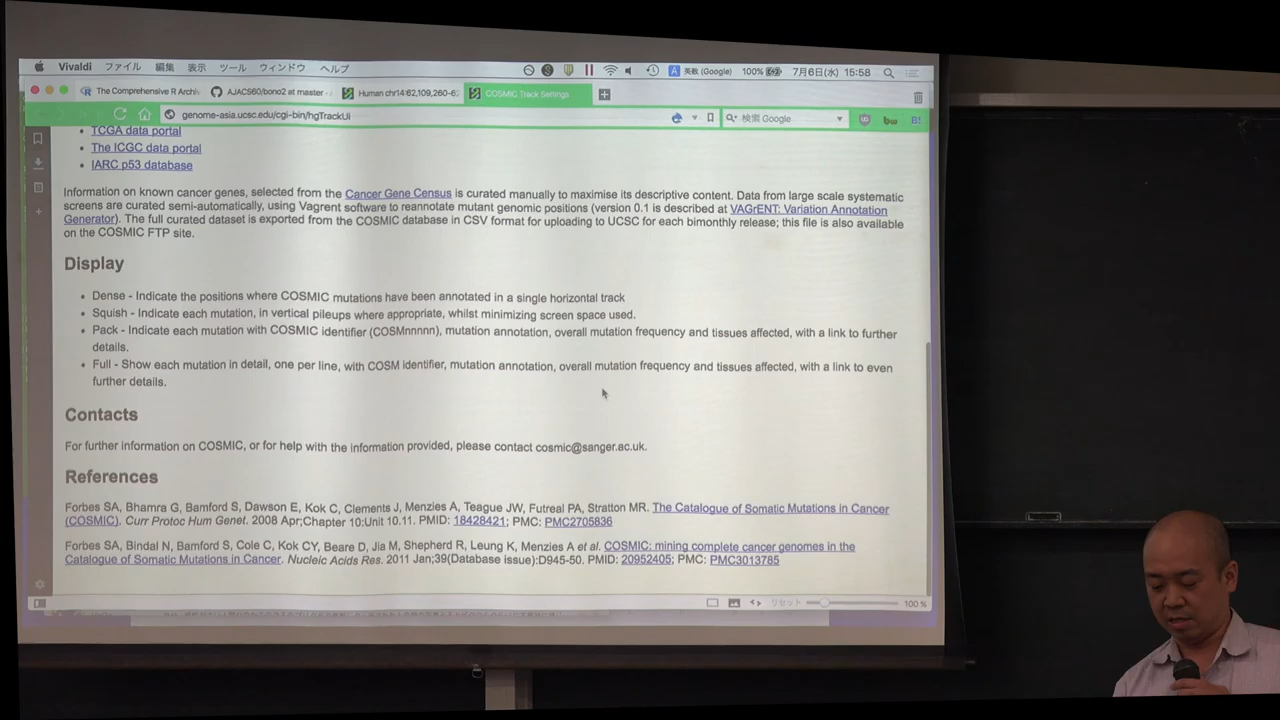 Vivaldi ファイル 編集 表示 ツール ウィンドウ ヘルプ 英数 (Google) 100% 7月6日(水) 15:58
The Comprehensive R Archiv AJACS60/bono2 at master · Human chr14:62,109,260-6 COSMIC Track Settings
genome-asia.ucsc.edu/cgi-bin/hgTrackUi 検索 Google
TCGA data portal
The ICGC data portal
IARC p53 database
Information on known cancer genes, selected from the Cancer Gene Census is curated manually to maximise its descriptive content. Data from large scale systematic
screens are curated semi-automatically, using Vagrent software to reannotate mutant genomic positions (version 0.1 is described at VAGrENT: Variation Annotation
Generator). The full curated dataset is exported from the COSMIC database in CSV format for uploading to UCSC for each bimonthly release; this file is also available
on the COSMIC FTP site.
Display
Dense - Indicate the positions where COSMIC mutations have been annotated in a single horizontal track
Squish - Indicate each mutation, in vertical pileups where appropriate, whilst minimizing screen space used.
Pack - Indicate each mutation with COSMIC identifier (COSMnnnnn), mutation annotation, overall mutation frequency and tissues affected, with a link to further
details.
Full - Show each mutation in detail, one per line, with COSM identifier, mutation annotation, overall mutation frequency and tissues affected, with a link to even
further details.
Contacts
For further information on COSMIC, or for help with the information provided, please contact cosmic@sanger.ac.uk.
References
Forbes SA, Bhamra G, Bamford S, Dawson E, Kok C, Clements J, Menzies A, Teague JW, Futreal PA, Stratton MR. The Catalogue of Somatic Mutations in Cancer
(COSMIC). Curr Protoc Hum Genet. 2008 Apr;Chapter 10:Unit 10.11. PMID: 18428421; PMC: PMC2705836
Forbes SA, Bindal N, Bamford S, Cole C, Kok CY, Beare D, Jia M, Shepherd R, Leung K, Menzies A et al. COSMIC: mining complete cancer genomes in the
Catalogue of Somatic Mutations in Cancer. Nucleic Acids Res. 2011 Jan;39(Database issue):D945-50. PMID: 20952405; PMC: PMC3013785
リセット 100 %